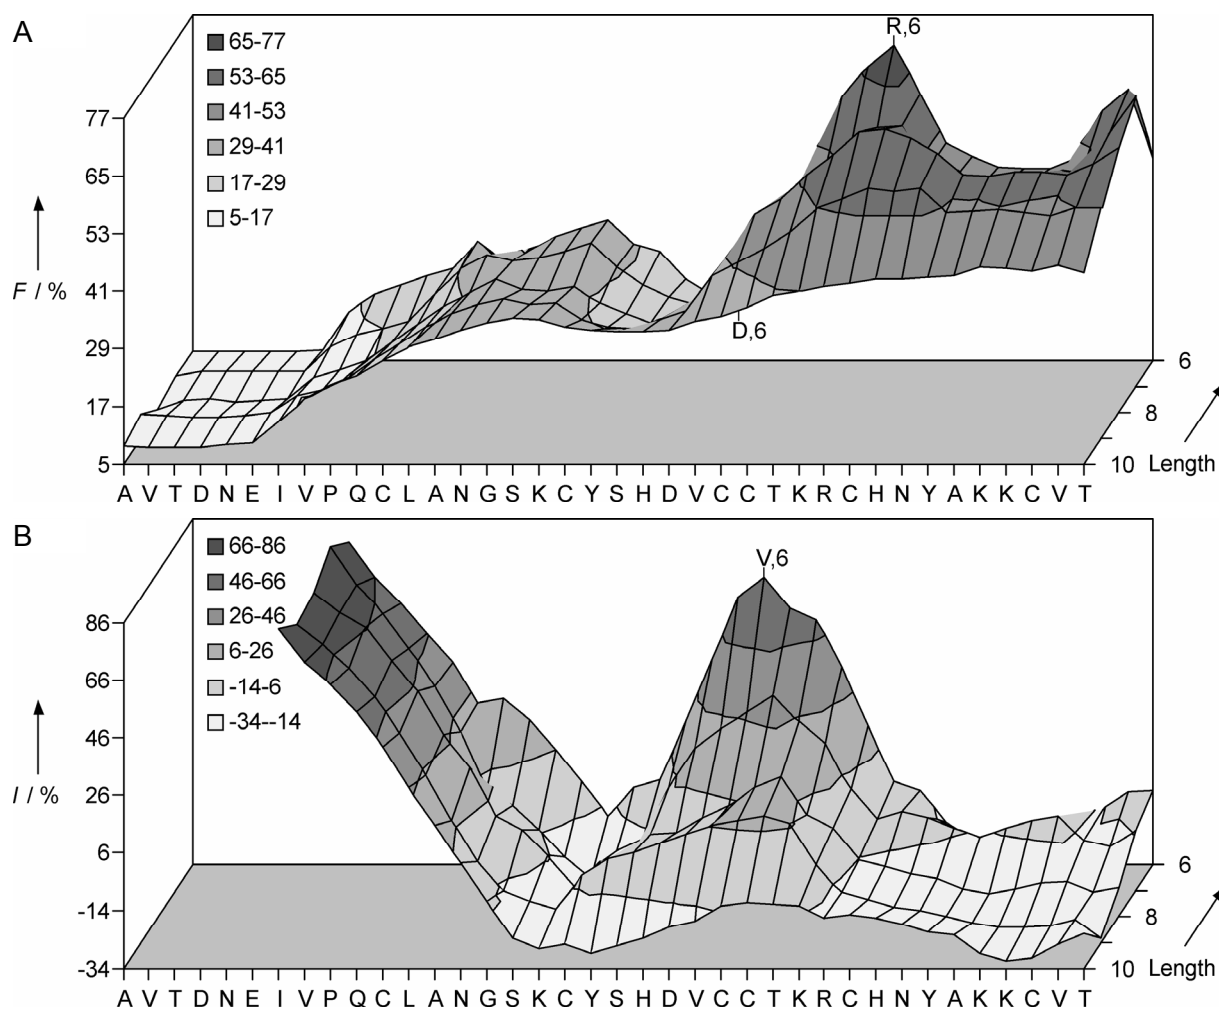 A
R,6
65-77
53-65
41-53
29-41
17-29
5-17
77
65
53
41
29
17
5
F / %
D,6
6
8
10
Length
A V T D N E I V P Q C L A N G S K C Y S H D V C C T K R C H N Y A K K C V T
B
V,6
66-86
46-66
26-46
6-26
-14-6
-34--14
86
66
46
26
6
-14
-34
I / %
6
8
10
Length
A V T D N E I V P Q C L A N G S K C Y S H D V C C T K R C H N Y A K K C V T